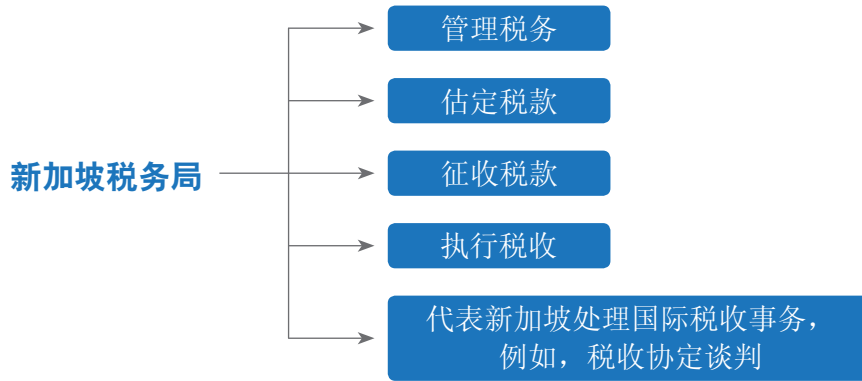 管理税务
估定税款
新加坡税务局
征收税款
执行税收
代表新加坡处理国际税收事务，
例如，税收协定谈判